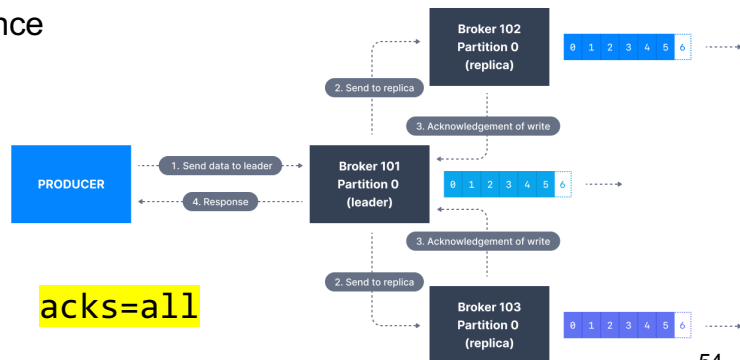 nce
Broker 102
Partition 0
(replica)
0 1 2 3 4 5 6
2. Send to replica
3. Acknowledgement of write
PRODUCER
1. Send data to leader
4. Response
Broker 101
Partition 0
(leader)
0 1 2 3 4 5 6
3. Acknowledgement of write
2. Send to replica
acks=all
Broker 103
Partition 0
(replica)
0 1 2 3 4 5 6
54